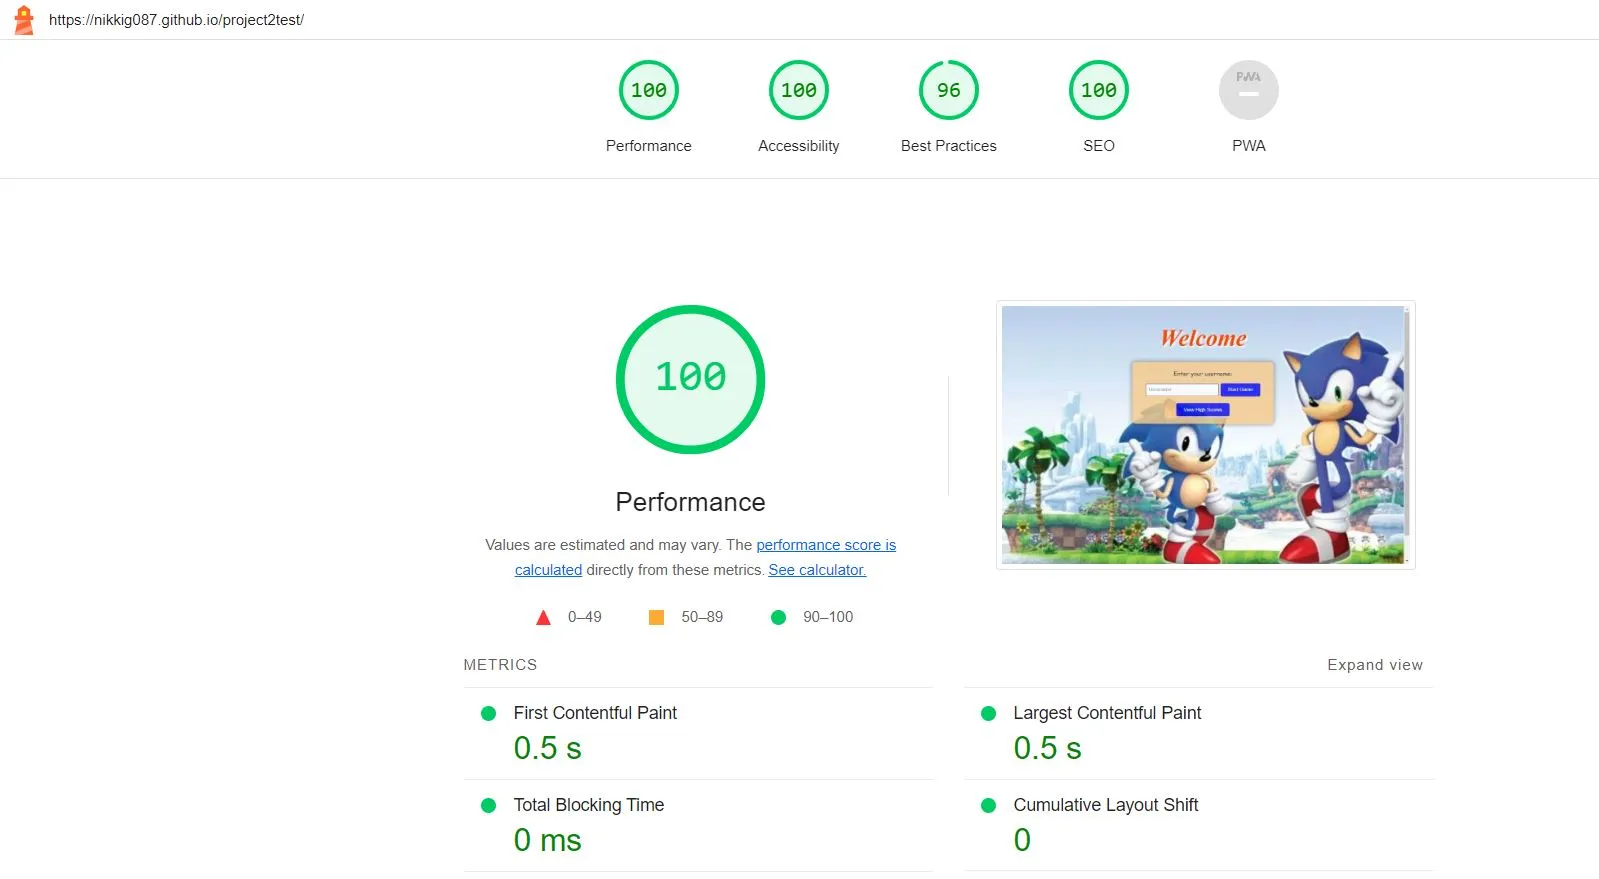 https://nikkig087.github.io/project2test/
100
100
96
100
PWA
Performance
Accessibility
Best Practices
SEO
PWA
100
Performance
Values are estimated and may vary. The performance score is
calculated directly from these metrics. See calculator.
0–49
50–89
90–100
Welcome
Enter your username:
Username
Start Game
View High Scores
METRICS
Expand view
First Contentful Paint
0.5 s
Largest Contentful Paint
0.5 s
Total Blocking Time
0 ms
Cumulative Layout Shift
0